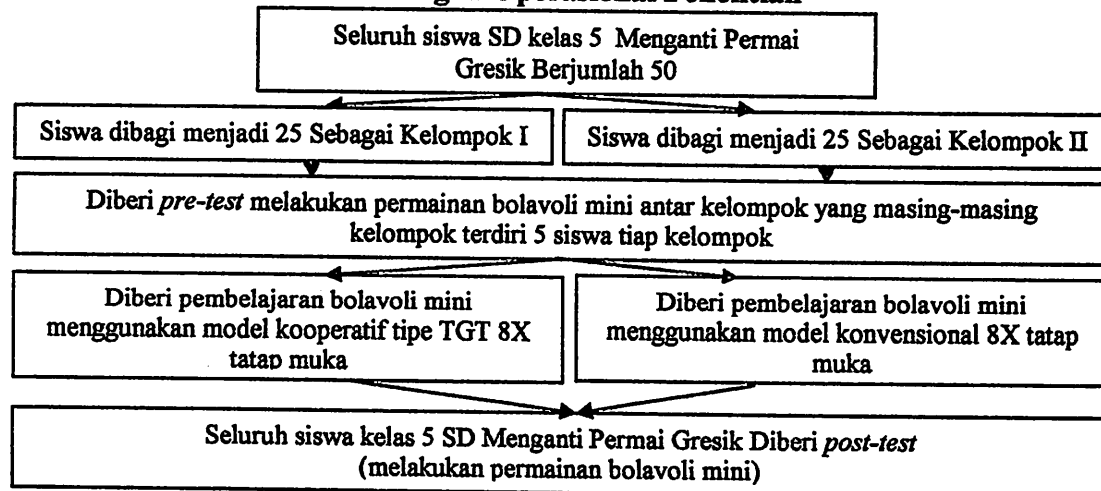 Seluruh siswa SD kelas 5 Menganti Permai
Gresik Berjumlah 50
Siswa dibagi menjadi 25 Sebagai Kelompok I
Siswa dibagi menjadi 25 Sebagai Kelompok II
Diberi pre-test melakukan permainan bolavoli mini antar kelompok yang masing-masing
kelompok terdiri 5 siswa tiap kelompok
Diberi pembelajaran bolavoli mini
menggunakan model kooperatif tipe TGT 8X
tatap muka
Diberi pembelajaran bolavoli mini
menggunakan model konvensional 8X tatap
muka
Seluruh siswa kelas 5 SD Menganti Permai Gresik Diberi post-test
(melakukan permainan bolavoli mini)